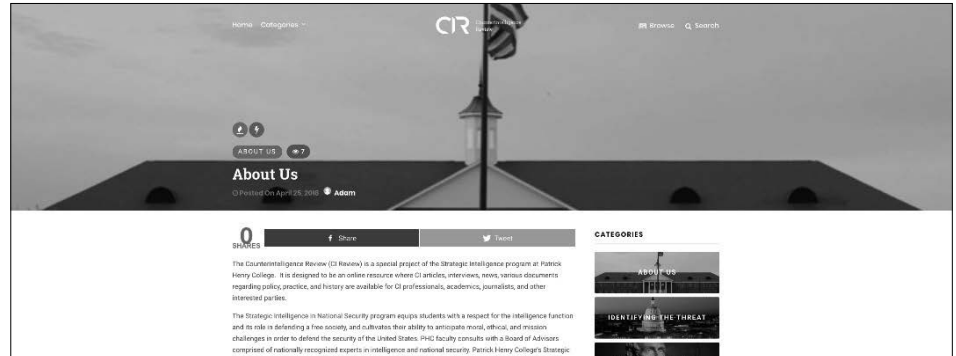 Home Categories
CIR Counterintelligence
Review
Browse Search
ABOUT US 7
About Us
Posted On April 25, 2018 Adam
0
SHARES
Share
Tweet
CATEGORIES
The Counterintelligence Review (CI Review) is a special project of the Strategic Intelligence program at Patrick
Henry College. It is designed to be an online resource where CI articles, interviews, news, various documents
regarding policy, practice, and history are available for CI professionals, academics, journalists, and other
interested parties.
The Strategic Intelligence in National Security program equips students with a respect for the intelligence function
and its role in defending a free society, and cultivates their ability to anticipate moral, ethical, and mission
challenges in order to defend the security of the United States. PHC faculty consults with a Board of Advisors
comprised of nationally recognized experts in intelligence and national security. Patrick Henry College's Strategic
ABOUT US
IDENTIFYING THE THREAT